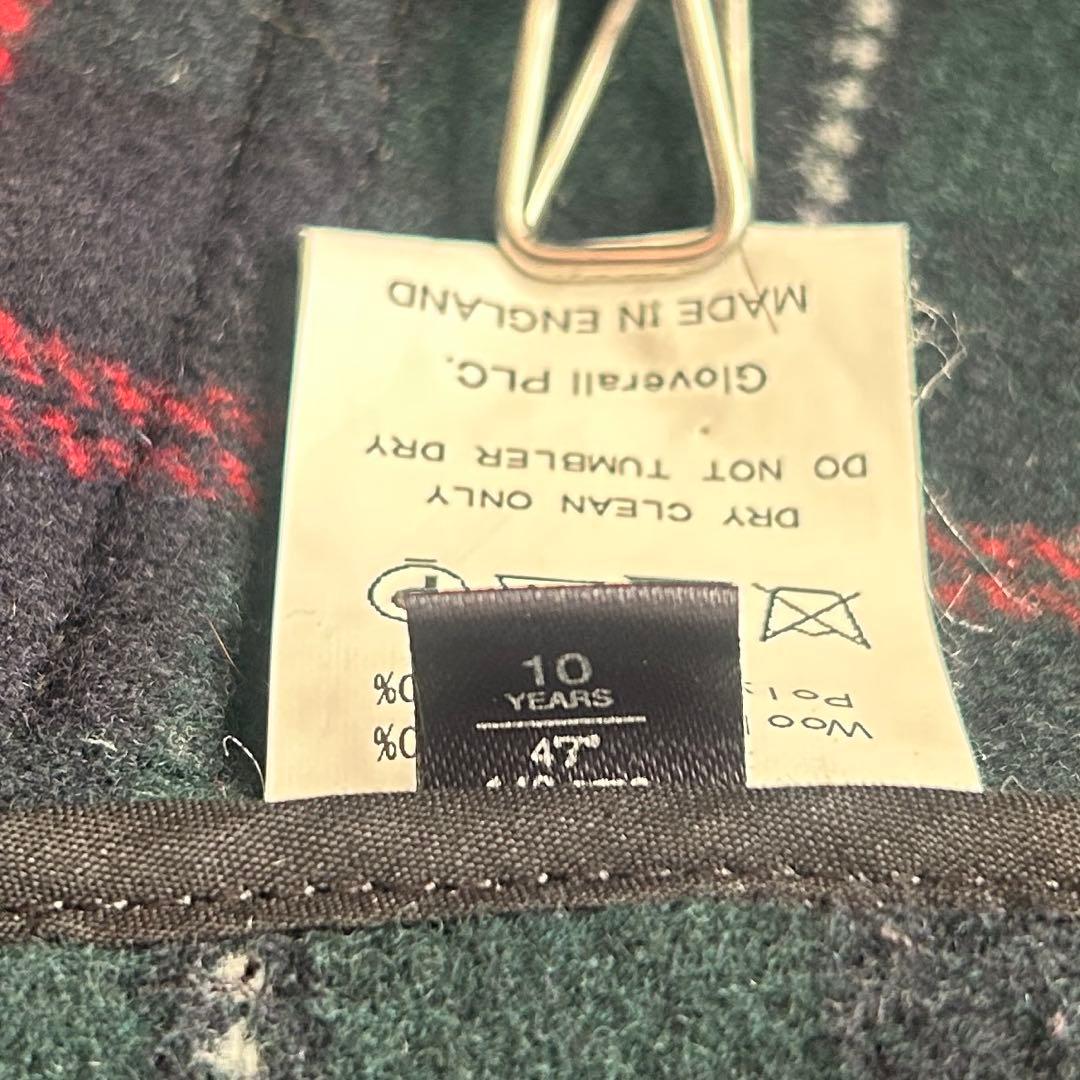 MADE IN ENGLAND
Gloverall PLC.
DO NOT TUMBLER DRY
DRY CLEAN ONLY
10
YEARS
47"